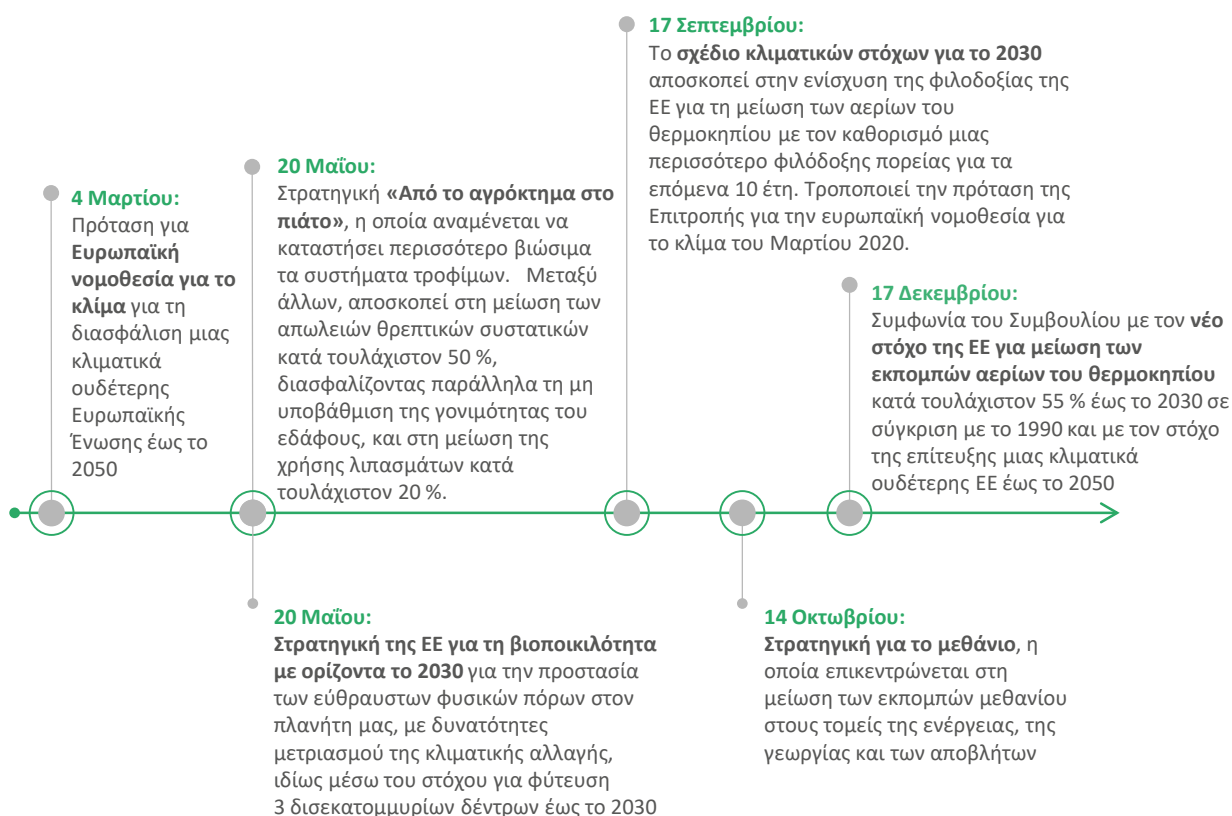 4 Μαρτίου:
Πρόταση για
Ευρωπαϊκή
νομοθεσία για το
κλίμα για τη
διασφάλιση μιας
κλιματικά
ουδέτερης
Ευρωπαϊκής
Ένωσης έως το
2050
20 Μαΐου:
Στρατηγική «Από το αγρόκτημα στο
πιάτο», η οποία αναμένεται να
καταστήσει περισσότερο βιώσιμα
τα συστήματα τροφίμων. Μεταξύ
άλλων, αποσκοπεί στη μείωση των
απωλειών θρεπτικών συστατικών
κατά τουλάχιστον 50 %,
διασφαλίζοντας παράλληλα τη μη
υποβάθμιση της γονιμότητας του
εδάφους, και στη μείωση της
χρήσης λιπασμάτων κατά
τουλάχιστον 20 %.
20 Μαΐου:
Στρατηγική της ΕΕ για τη βιοποικιλότητα
με ορίζοντα το 2030 για την προστασία
των εύθραυστων φυσικών πόρων στον
πλανήτη μας, με δυνατότητες
μετριασμού της κλιματικής αλλαγής,
ιδίως μέσω του στόχου για φύτευση
3 δισεκατομμυρίων δέντρων έως το 2030
17 Σεπτεμβρίου:
Το σχέδιο κλιματικών στόχων για το 2030
αποσκοπεί στην ενίσχυση της φιλοδοξίας της
ΕΕ για τη μείωση των αερίων του
θερμοκηπίου με τον καθορισμό μιας
περισσότερο φιλόδοξης πορείας για τα
επόμενα 10 έτη. Τροποποιεί την πρόταση της
Επιτροπής για την ευρωπαϊκή νομοθεσία για
το κλίμα του Μαρτίου 2020.
14 Οκτωβρίου:
Στρατηγική για το μεθάνιο, η
οποία επικεντρώνεται στη
μείωση των εκπομπών μεθανίου
στους τομείς της ενέργειας, της
γεωργίας και των αποβλήτων
17 Δεκεμβρίου:
Συμφωνία του Συμβουλίου με τον νέο
στόχο της ΕΕ για μείωση των
εκπομπών αερίων του θερμοκηπίου
κατά τουλάχιστον 55 % έως το 2030 σε
σύγκριση με το 1990 και με τον στόχο
της επίτευξης μιας κλιματικά
ουδέτερης ΕΕ έως το 2050